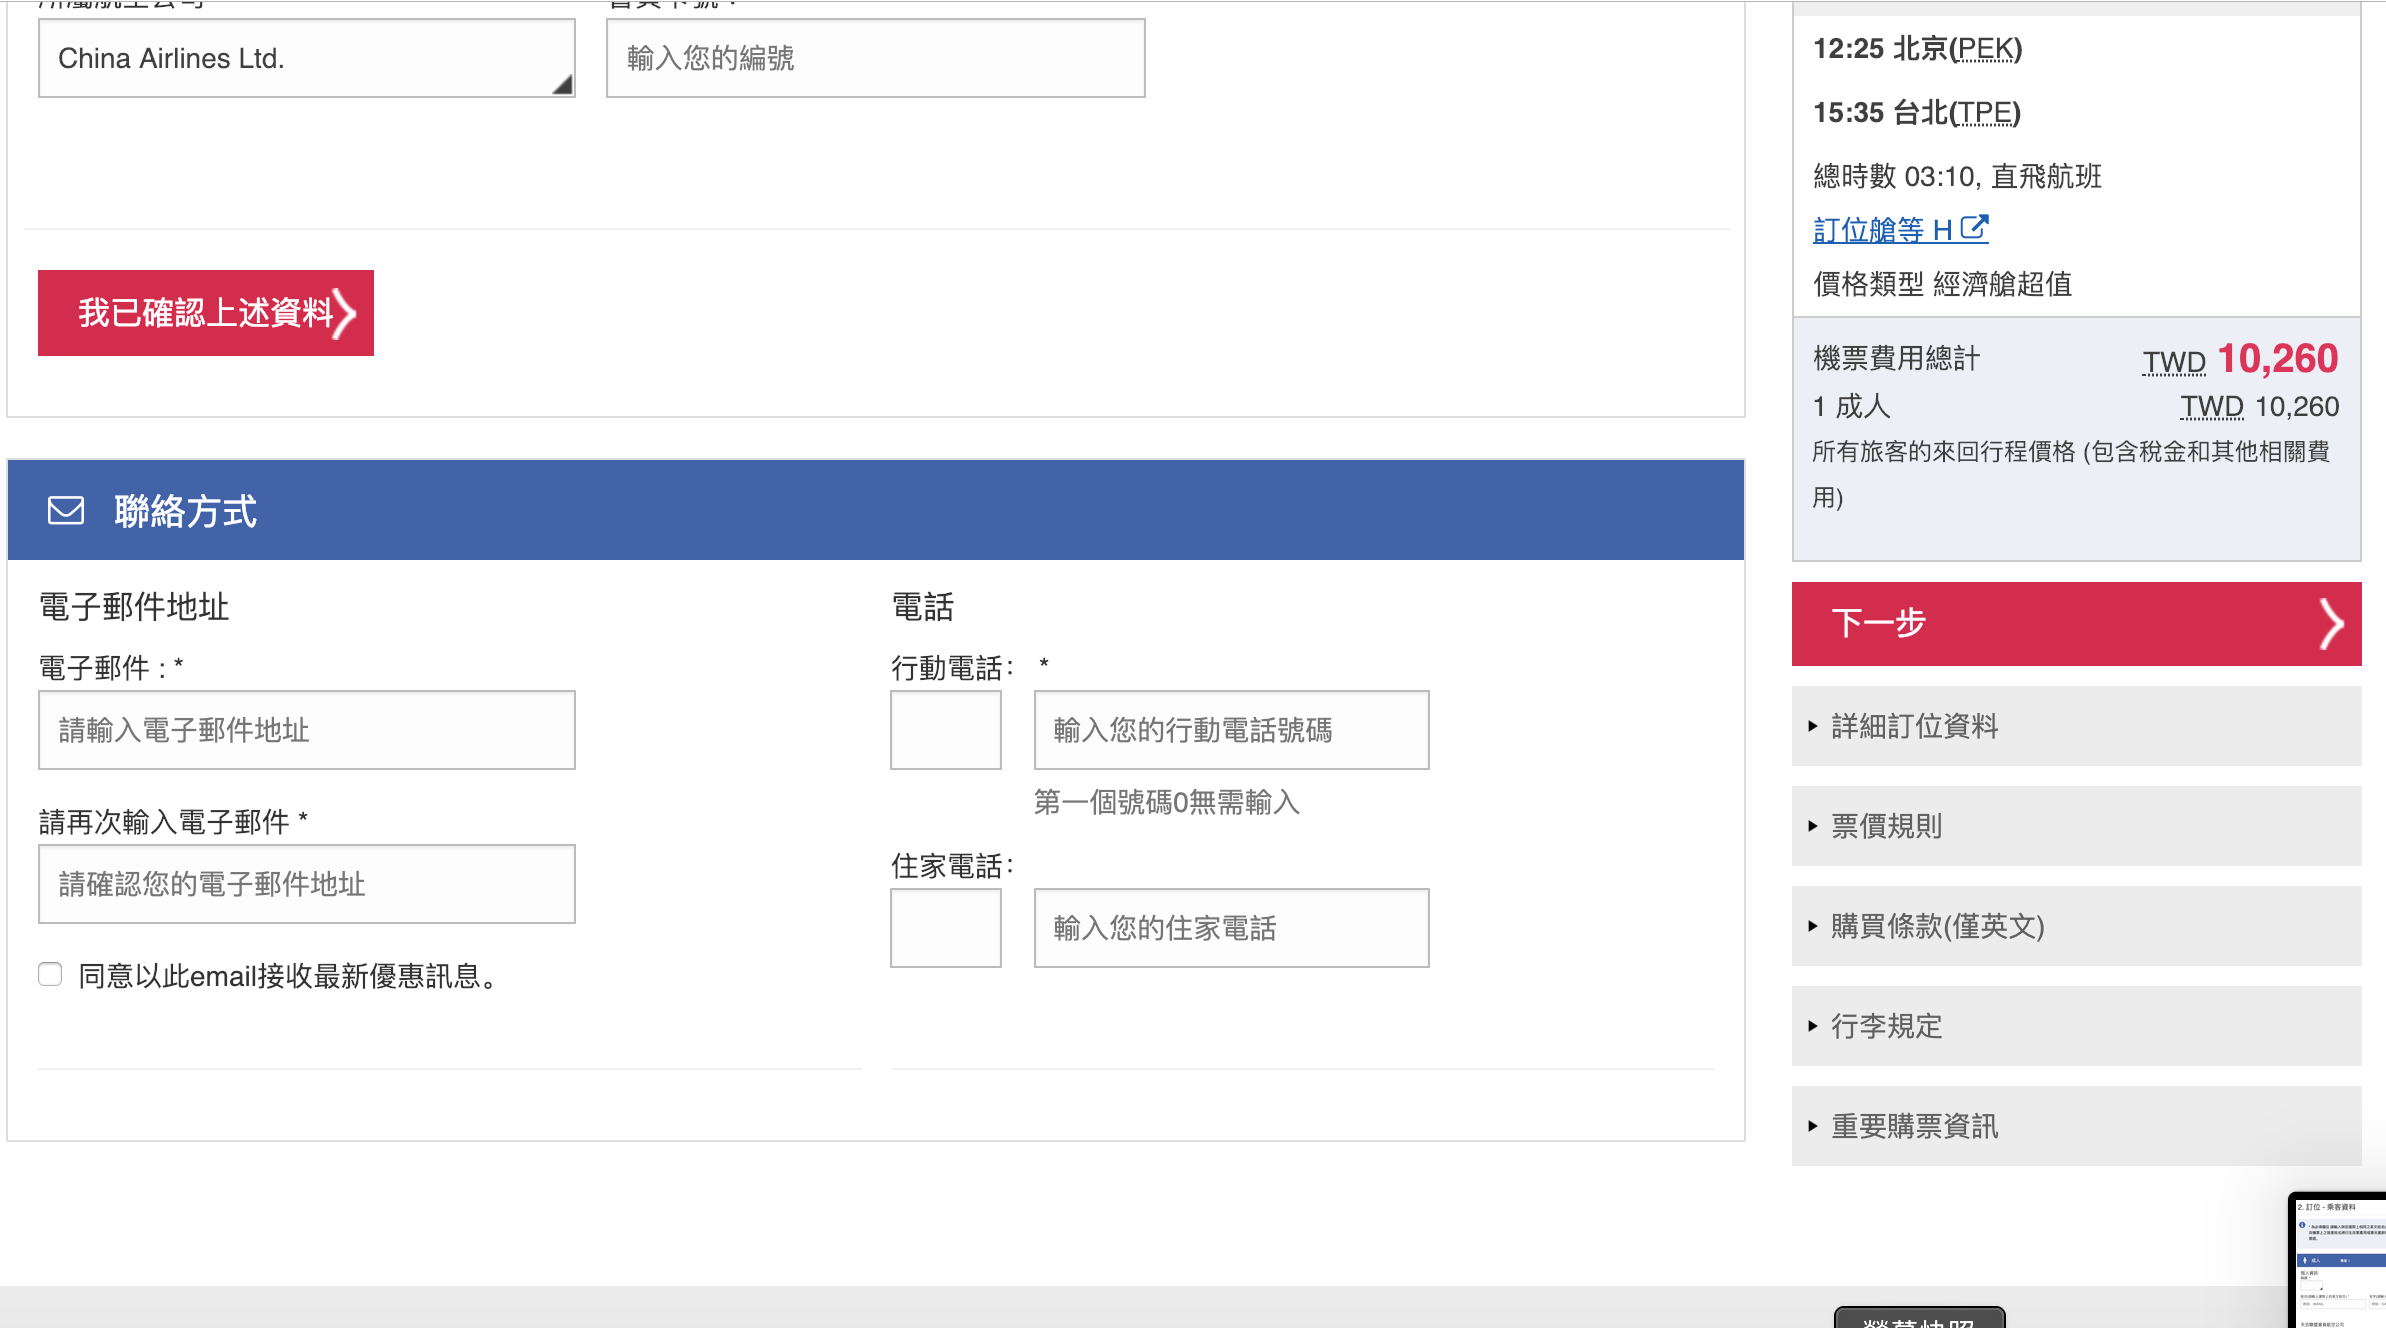 China Airlines Ltd.
輸入您的編號
我已確認上述資料
聯絡方式
電子郵件地址
電子郵件 : *
請輸入電子郵件地址
請再次輸入電子郵件 *
請確認您的電子郵件地址
同意以此email接收最新優惠訊息。
電話
行動電話： *
輸入您的行動電話號碼
第一個號碼0無需輸入
住家電話：
輸入您的住家電話
12:25 北京(PEK)
15:35 台北(TPE)
總時數 03:10, 直飛航班
訂位艙等 H
價格類型 經濟艙超值
機票費用總計 TWD 10,260
1 成人 TWD 10,260
所有旅客的來回行程價格 (包含稅金和其他相關費
用)
下一步
詳細訂位資料
票價規則
購買條款(僅英文)
行李規定
重要購票資訊
2. 訂位 - 乘客資料